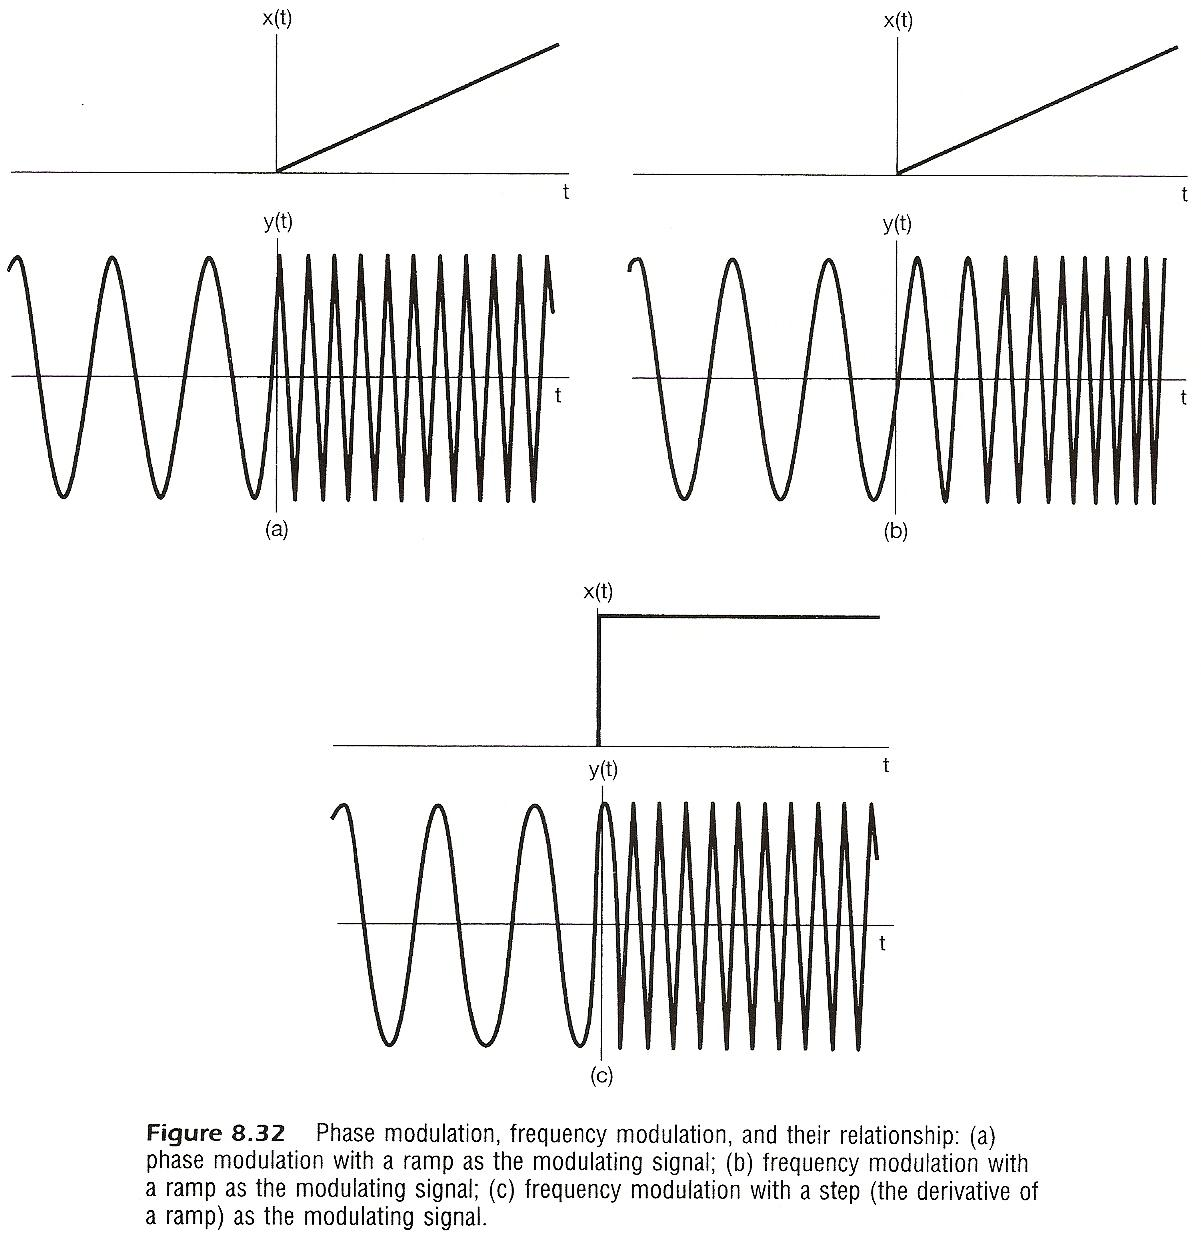 x(t)
t
y(t)
t
(a)
x(t)
t
y(t)
t
(b)
x(t)
t
y(t)
t
(c)
Figure 8.32 Phase modulation, frequency modulation, and their relationship: (a)
phase modulation with a ramp as the modulating signal; (b) frequency modulation with
a ramp as the modulating signal; (c) frequency modulation with a step (the derivative of
a ramp) as the modulating signal.